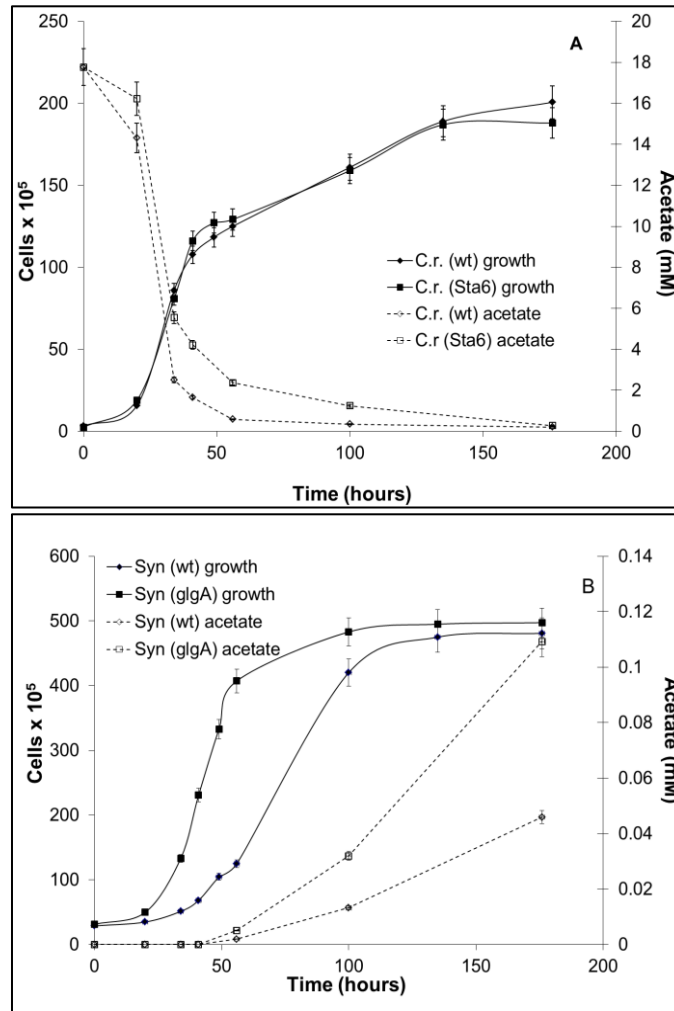 A
250
200
150
100
50
0
Cells x 10⁵
20
18
16
14
12
10
8
6
4
2
0
Acetate (mM)
C.r. (wt) growth
C.r. (Sta6) growth
C.r. (wt) acetate
C.r (Sta6) acetate
0 50 100 150 200
Time (hours)
B
600
500
400
300
200
100
0
Cells x 10⁵
Syn (wt) growth
Syn (glgA) growth
Syn (wt) acetate
Syn (glgA) acetate
0.14
0.12
0.1
0.08
0.06
0.04
0.02
0
Acetate (mM)
0 50 100 150 200
Time (hours)